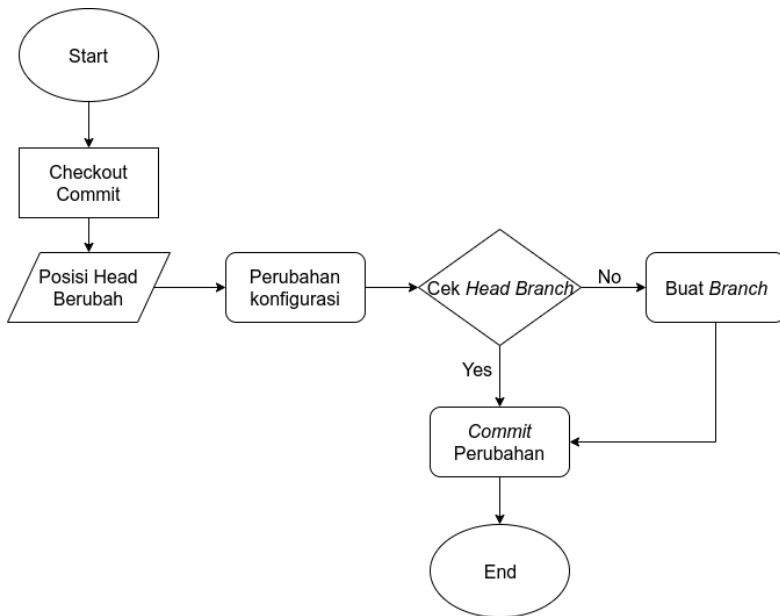 Start
Checkout
Commit
Posisi Head
Berubah
Perubahan
konfigurasi
Cek Head Branch
No
Buat Branch
Yes
Commit
Perubahan
End